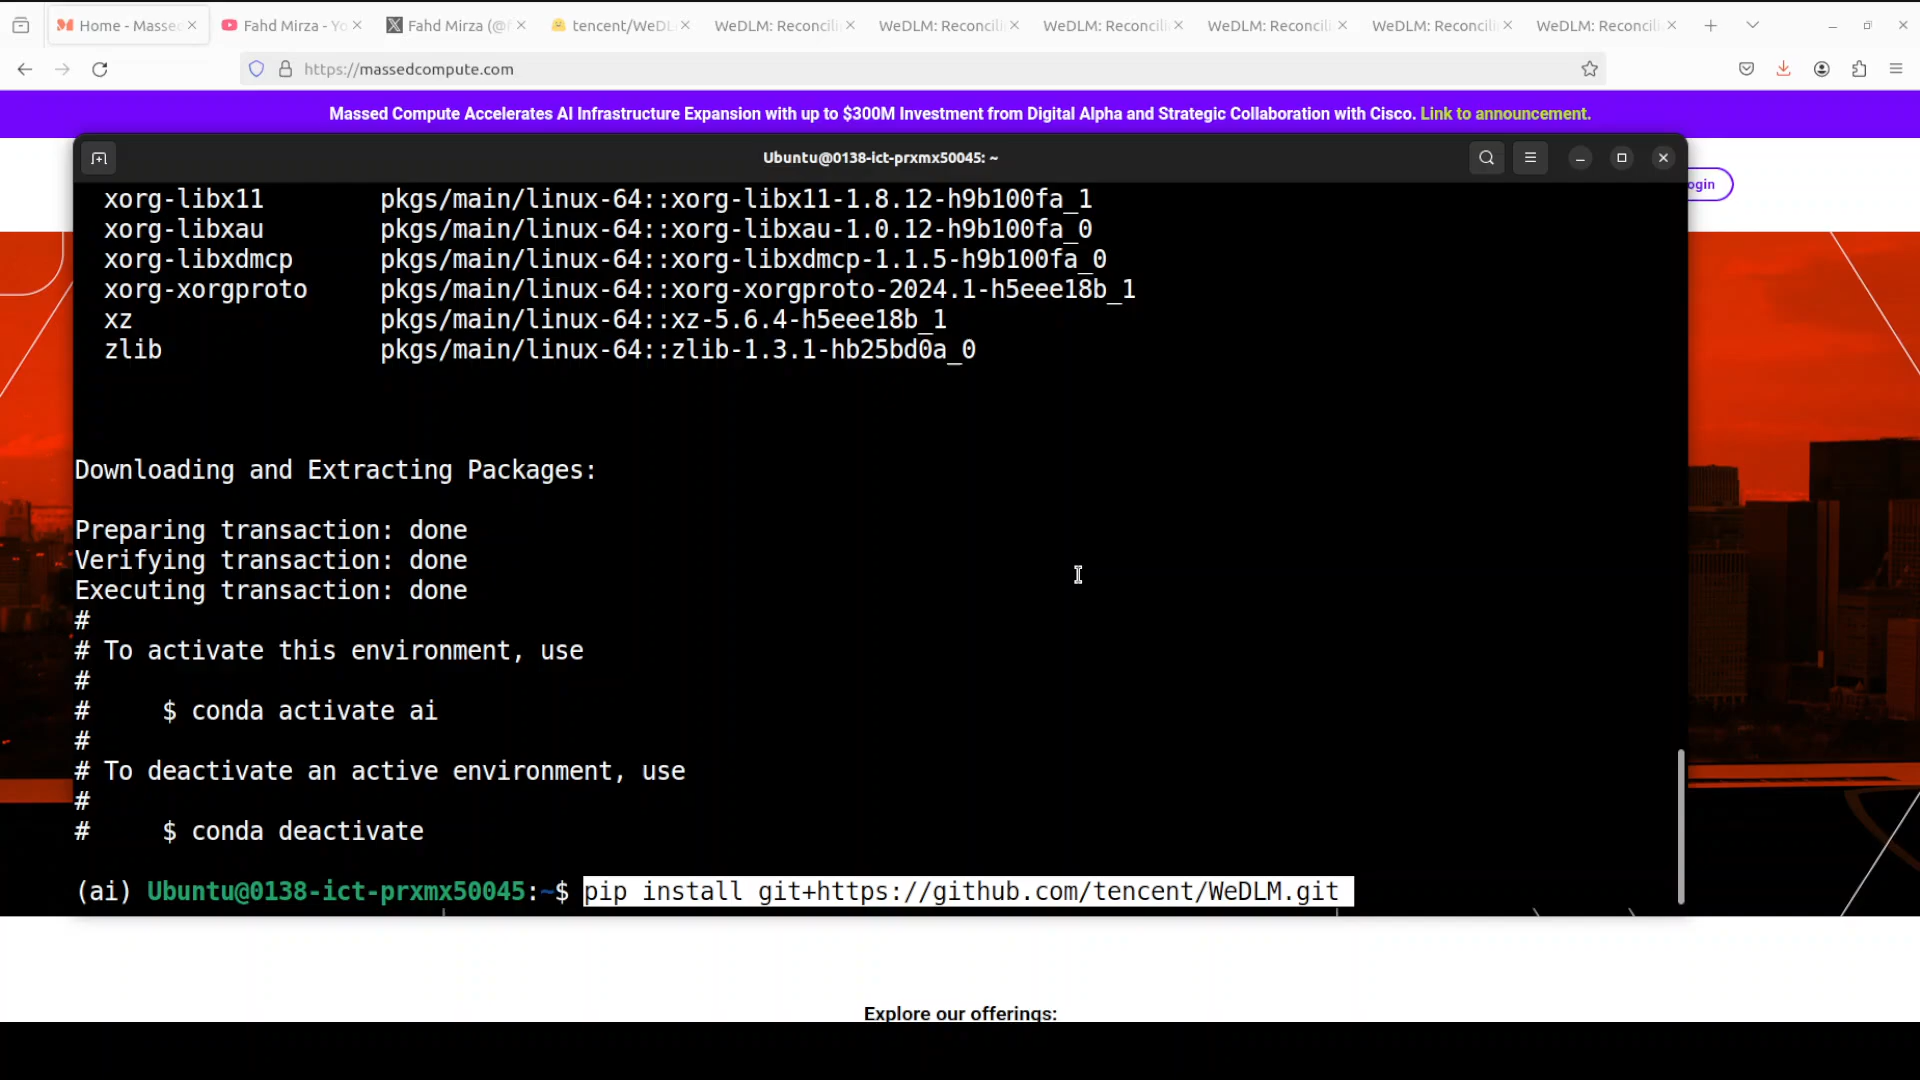 Home - Massed
Fahd Mirza - Yo
Fahd Mirza (@f
tencent/WeDL
WeDLM: Reconcili
WeDLM: Reconcili
WeDLM: Reconcili
WeDLM: Reconcili
WeDLM: Reconcili
WeDLM: Reconcili
https://massedcompute.com
Massed Compute Accelerates AI Infrastructure Expansion with up to $300M Investment from Digital Alpha and Strategic Collaboration with Cisco. Link to announcement.
Ubuntu@0138-ict-prxmx50045: ~
ogin
xorg-libx11 pkgs/main/linux-64::xorg-libx11-1.8.12-h9b100fa_1
xorg-libxau pkgs/main/linux-64::xorg-libxau-1.0.12-h9b100fa_0
xorg-libxdmcp pkgs/main/linux-64::xorg-libxdmcp-1.1.5-h9b100fa_0
xorg-xorgproto pkgs/main/linux-64::xorg-xorgproto-2024.1-h5eee18b_1
xz pkgs/main/linux-64::xz-5.6.4-h5eee18b_1
zlib pkgs/main/linux-64::zlib-1.3.1-hb25bd0a_0
Downloading and Extracting Packages:
Preparing transaction: done
Verifying transaction: done
Executing transaction: done
#
# To activate this environment, use
#
# $ conda activate ai
#
# To deactivate an active environment, use
#
# $ conda deactivate
(ai) Ubuntu@0138-ict-prxmx50045:~$ pip install git+https://github.com/tencent/WeDLM.git
Explore our offerings: